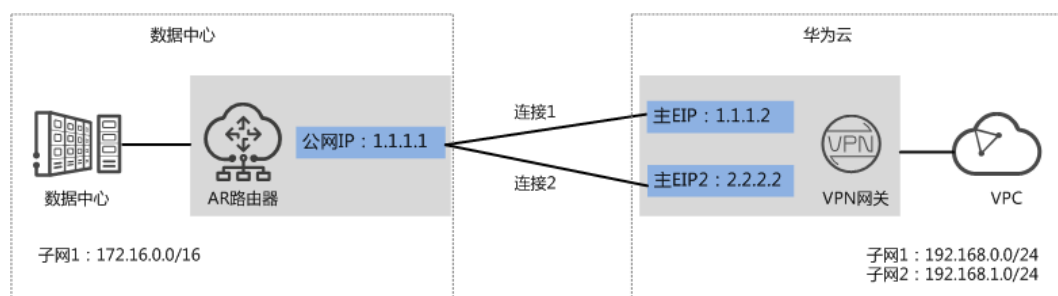 数据中心
华为云
连接1
主EIP：1.1.1.2
公网IP：1.1.1.1
VPN
连接2
主EIP2：2.2.2.2
数据中心
AR路由器
VPN网关
VPC
子网1：172.16.0.0/16
子网1：192.168.0.0/24
子网2：192.168.1.0/24